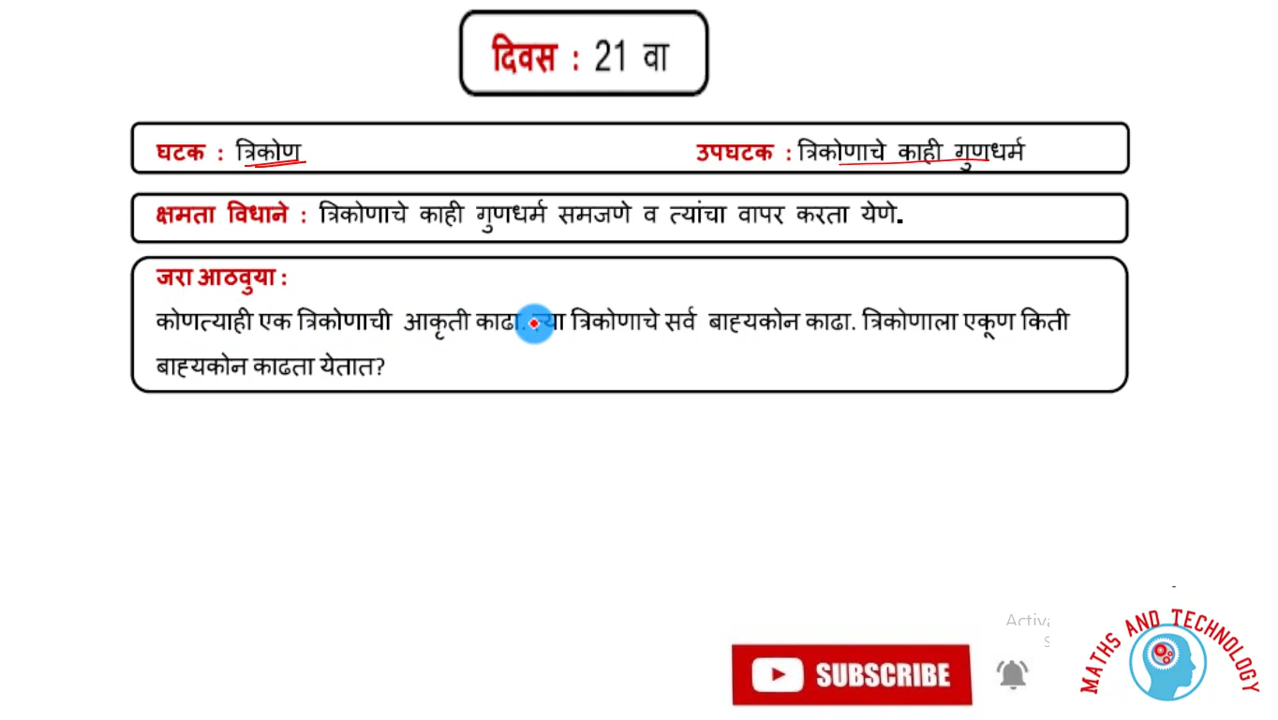 दिवस : 21 वा
घटक : त्रिकोण उपघटक : त्रिकोणाचे काही गुणधर्म
क्षमता विधाने : त्रिकोणाचे काही गुणधर्म समजणे व त्यांचा वापर करता येणे.
जरा आठवुया :
कोणत्याही एक त्रिकोणाची आकृती काढा. त्रिकोणाचे सर्व बाह्यकोन काढा. त्रिकोणाला एकूण किती
बाह्यकोन काढता येतात?
SUBSCRIBE
MATHS AND TECHNOLOGY